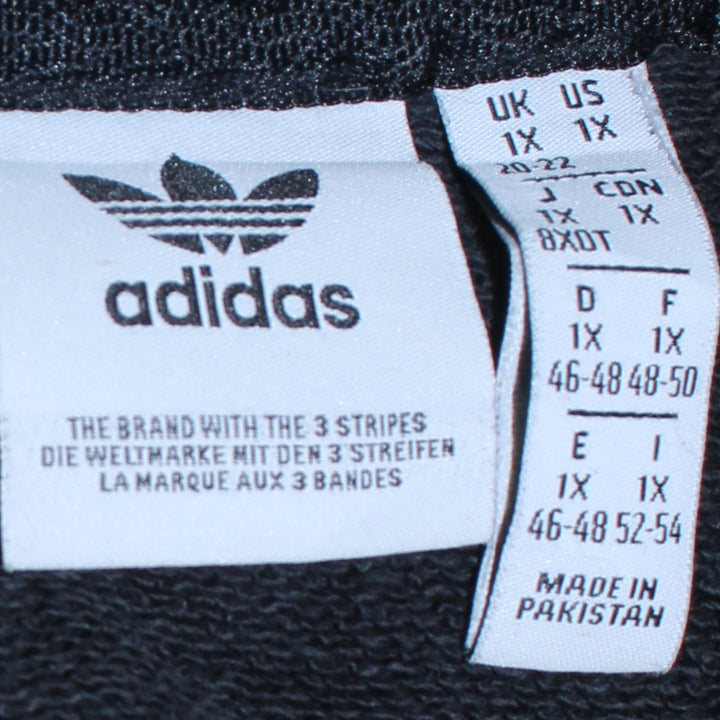 adidas
THE BRAND WITH THE 3 STRIPES
DIE WELTMARKE MIT DEN 3 STREIFEN
LA MARQUE AUX 3 BANDES
UK US
1X 1X
20-22
J CDN
1X 1X
8XOT
D F
1X 1X
46-48 48-50
E I
1X 1X
46-48 52-54
MADE IN
PAKISTAN